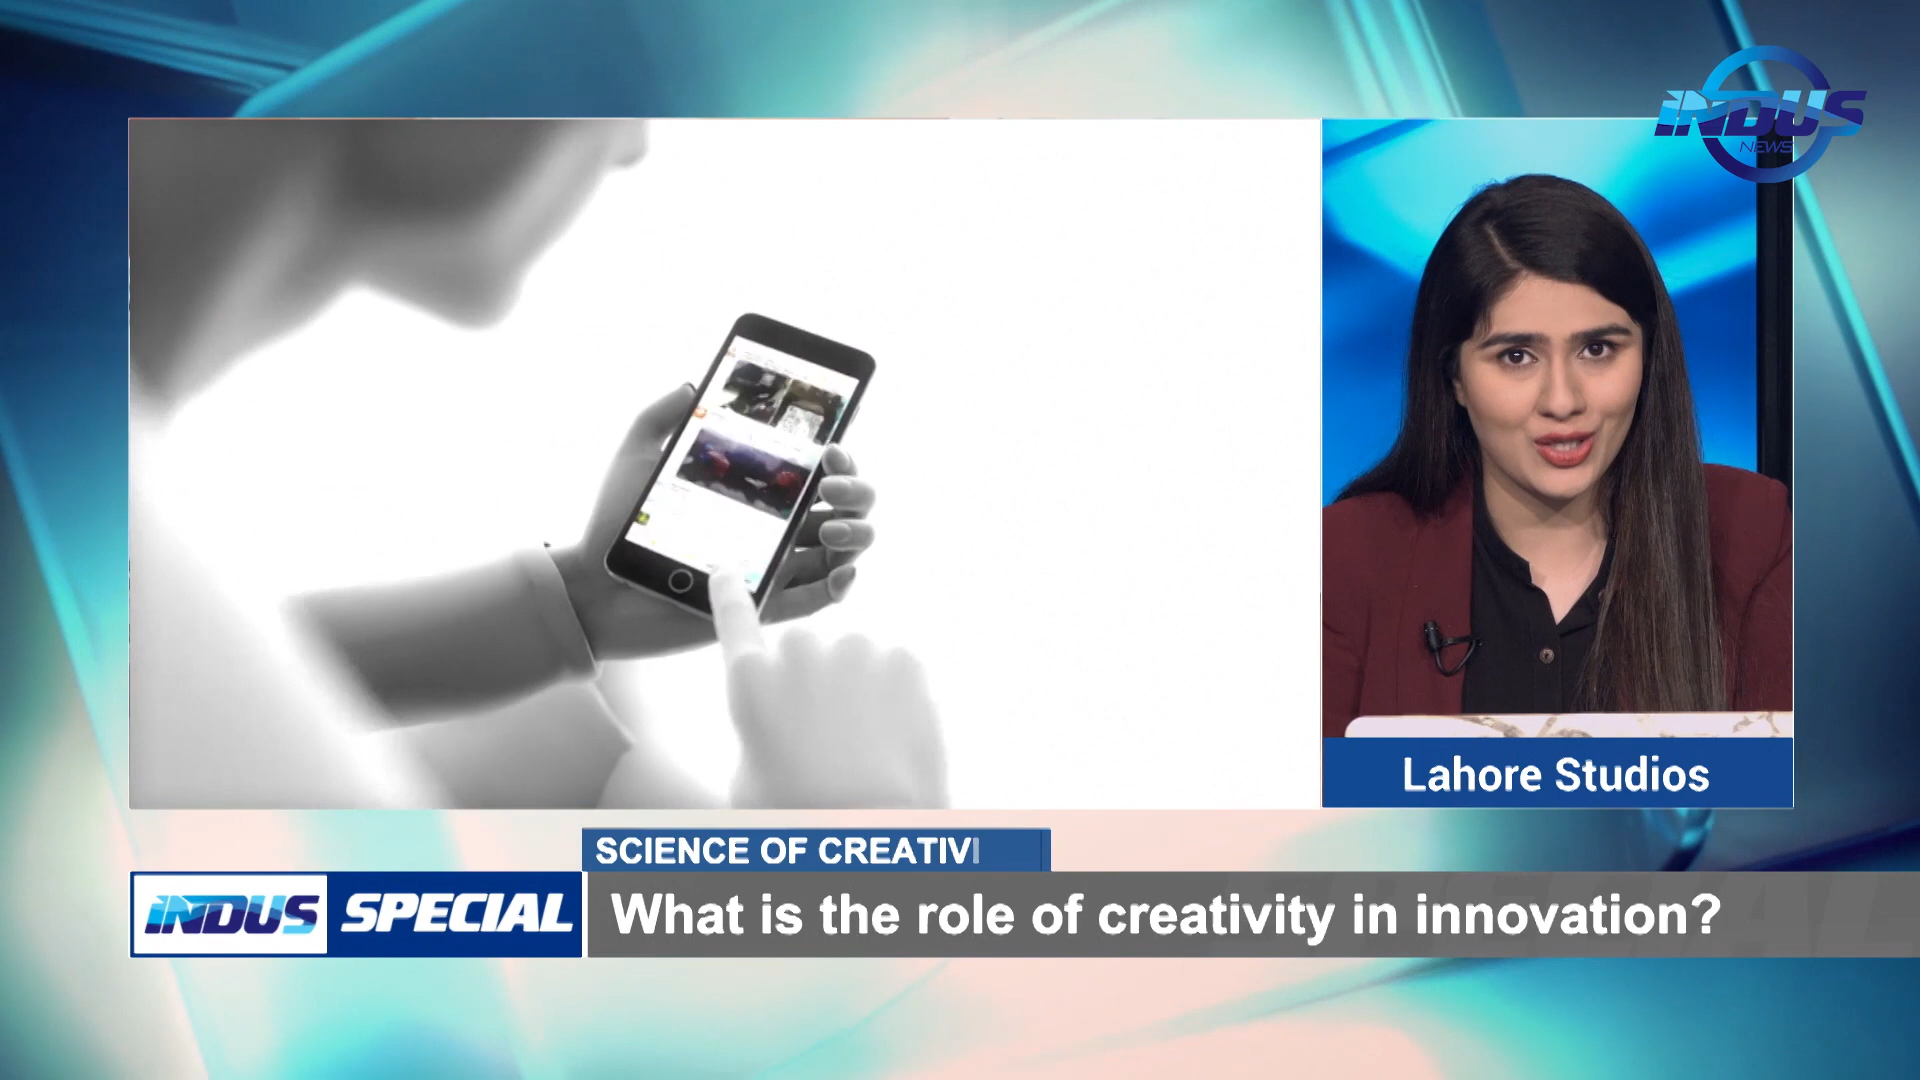 INDUS
NEWS
Lahore Studios
SCIENCE OF CREATIVI
INDUS SPECIAL
What is the role of creativity in innovation?